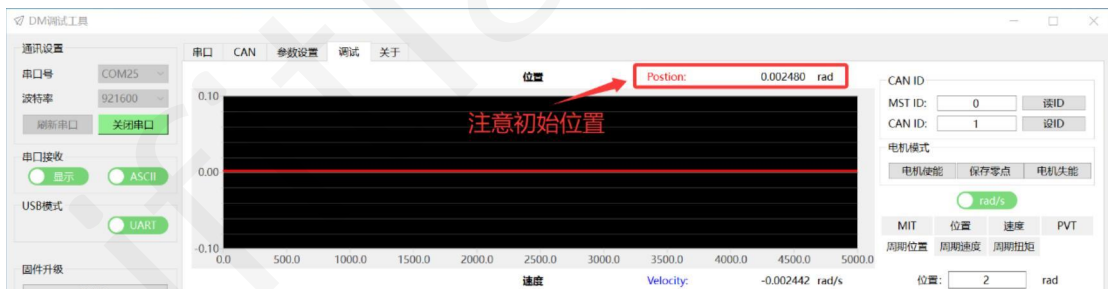 DM调试工具
通讯设置
串口号 COM25
波特率 921600
刷新串口 关闭串口
串口接收
显示 ASCII
USB模式
UART
固件升级
串口 CAN 参数设置 调试 关于
位置 Postion: 0.002480 rad
注意初始位置
0.10
0.00
-0.10
0.0 500.0 1000.0 1500.0 2000.0 2500.0 3000.0 3500.0 4000.0 4500.0 5000.0
速度 Velocity: -0.002442 rad/s
CAN ID
MST ID: 0 读ID
CAN ID: 1 设ID
电机模式
电机使能 保存零点 电机失能
rad/s
MIT 位置 速度 PVT
周期位置 周期速度 周期扭矩
位置: 2 rad